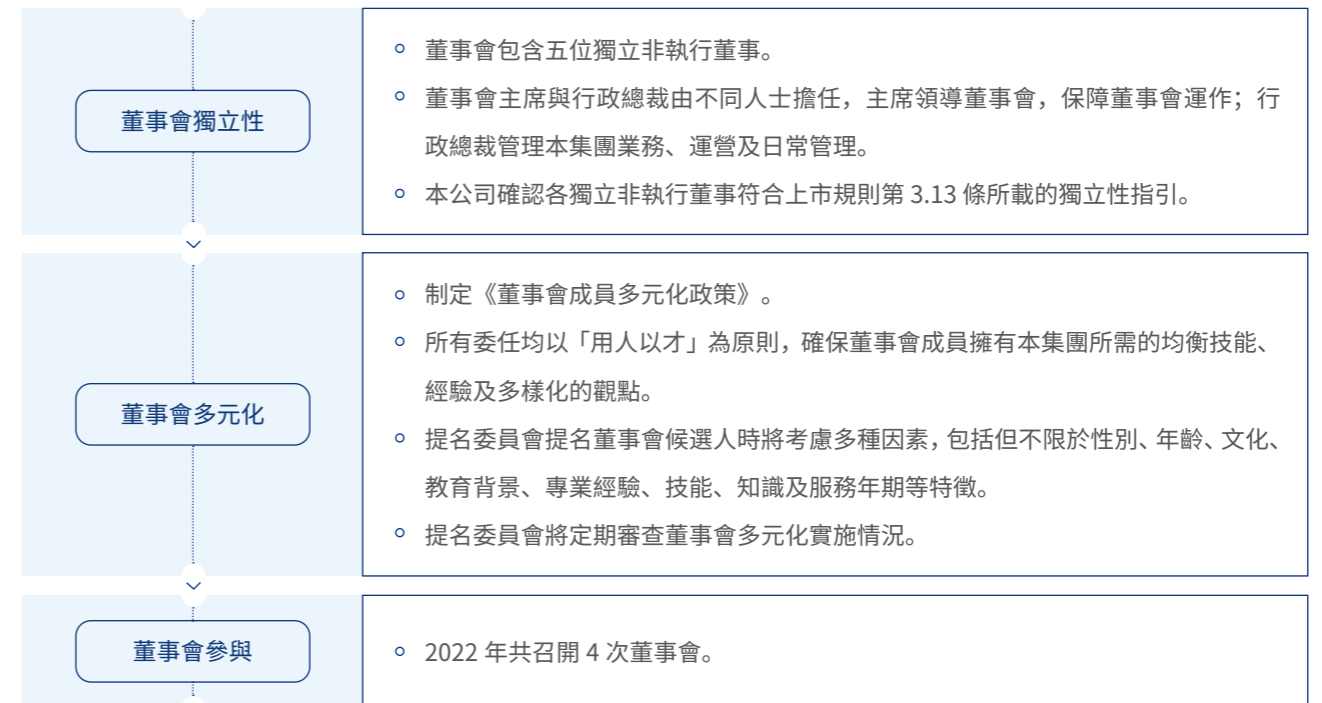 董事會獨立性
董事會包含五位獨立非執行董事。
董事會主席與行政總裁由不同人士擔任，主席領導董事會，保障董事會運作；行
政總裁管理本集團業務、運營及日常管理。
本公司確認各獨立非執行董事符合上市規則第 3.13 條所載的獨立性指引。
董事會多元化
制定《董事會成員多元化政策》。
所有委任均以「用人以才」為原則，確保董事會成員擁有本集團所需的均衡技能、
經驗及多樣化的觀點。
提名委員會提名董事會候選人時將考慮多種因素，包括但不限於性別、年齡、文化、
教育背景、專業經驗、技能、知識及服務年期等特徵。
提名委員會將定期審查董事會多元化實施情況。
董事會參與
2022 年共召開 4 次董事會。